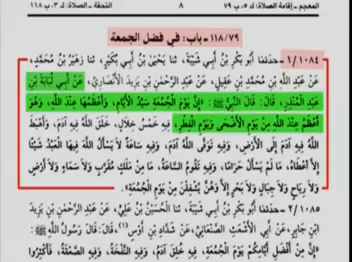 المعجم ـ إقامة الصلاة: ك ٥، ب ٧٩ ٨ التحفة ـ الصلاة: ك ٣، ب ١١٨
١١٨/٧٩ ـ باب: في فضل الجمعة
١/١٠٨٤ ـ حدثنا أبو بكر بن أبي شيبة، ثنا يحيى بن أبي بكير، ثنا زهير بن محمد،
عن عبد الله بن محمد بن عقيل، عن عبد الرحمن بن يزيد الأنصاري، عن أبي لبابة بن
عبد المنذر، قال: قال النبي ﷺ: «إن يوم الجمعة سيد الأيام، وأعظمها عند الله، وهو
أعظم عند الله من يوم الأضحى ويوم الفطر، فيه خمس خلال، خلق الله فيه آدم، وأهبط
الله فيه آدم إلى الأرض، وفيه توفى الله آدم، وفيه ساعة لا يسأل الله فيها العبد شيئا
إلا أعطاه، ما لم يسأل حراما، وفيه تقوم الساعة، ما من ملك مقرب ولا سماء ولا أرض
ولا رياح ولا جبال ولا بحر إلا وهن يشفقن من يوم الجمعة».
٢/١٠٨٥ ـ حدثنا أبو بكر بن أبي شيبة، ثنا الحسين بن علي، عن عبد الرحمن بن يزيد
ابن جابر، عن أبي الأشعث الصنعاني، عن شداد بن أوس(١)، قال: قال رسول الله ﷺ:
«إن من أفضل أيامكم يوم الجمعة، فيه خلق آدم، وفيه النفخة، وفيه الصعقة، فأكثروا